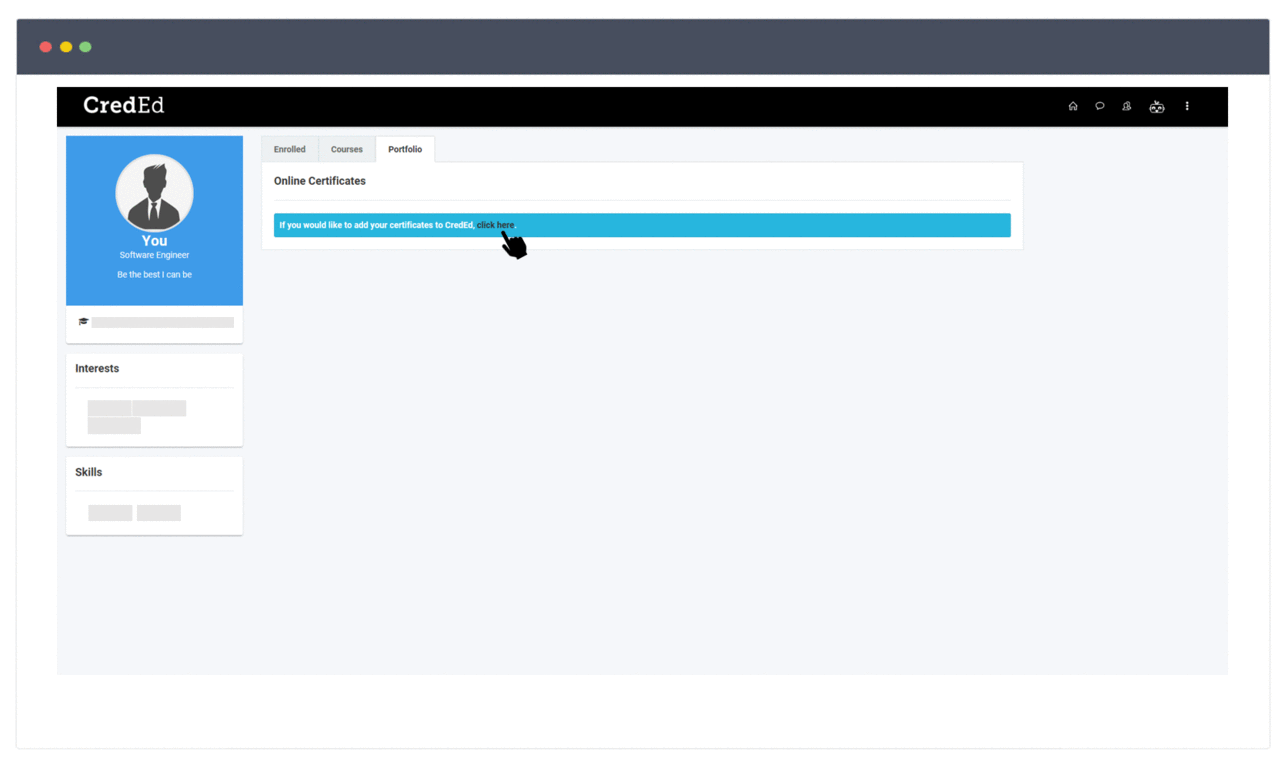 CredEd
Enrolled Courses Portfolio
Online Certificates
If you would like to add your certificates to CredEd, click here
You
Software Engineer
Be the best I can be
Interests
Skills